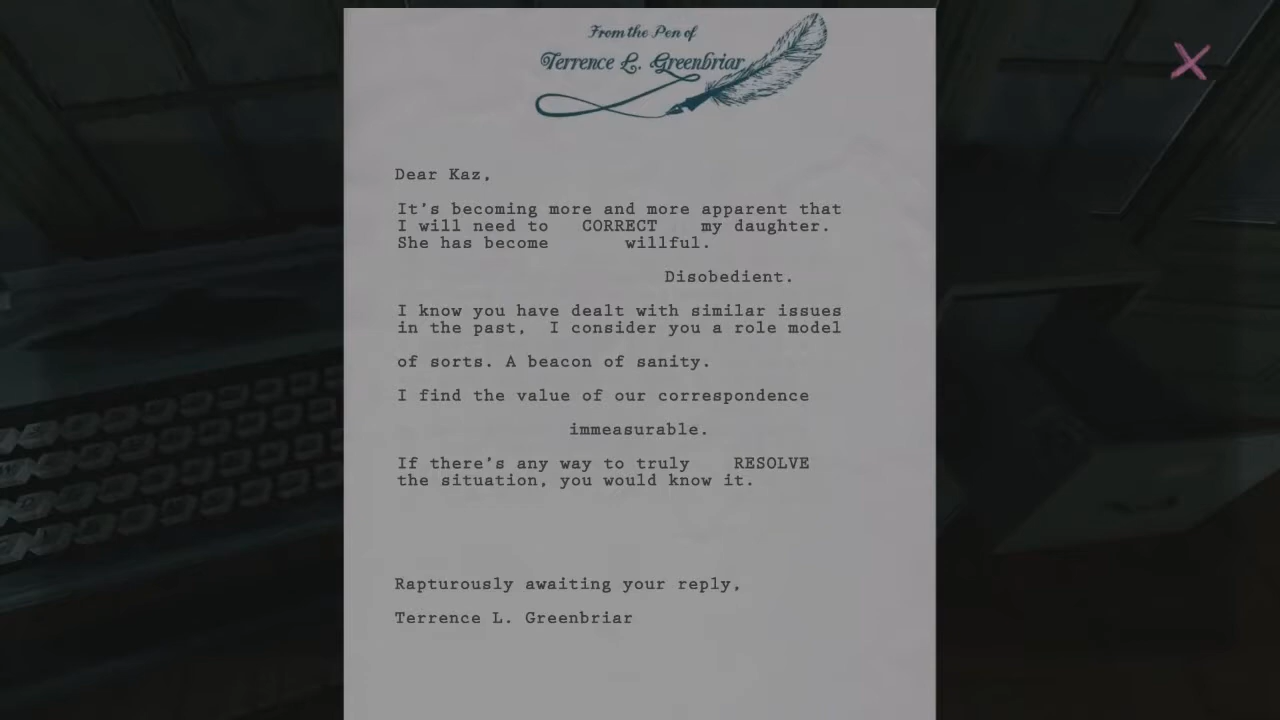 From the Pen of
Terrence L. Greenbriar
Dear Kaz,
It's becoming more and more apparent that
I will need to CORRECT my daughter.
She has become willful.
Disobedient.
I know you have dealt with similar issues
in the past, I consider you a role model
of sorts. A beacon of sanity.
I find the value of our correspondence
immeasurable.
If there's any way to truly RESOLVE
the situation, you would know it.
Rapturously awaiting your reply,
Terrence L. Greenbriar